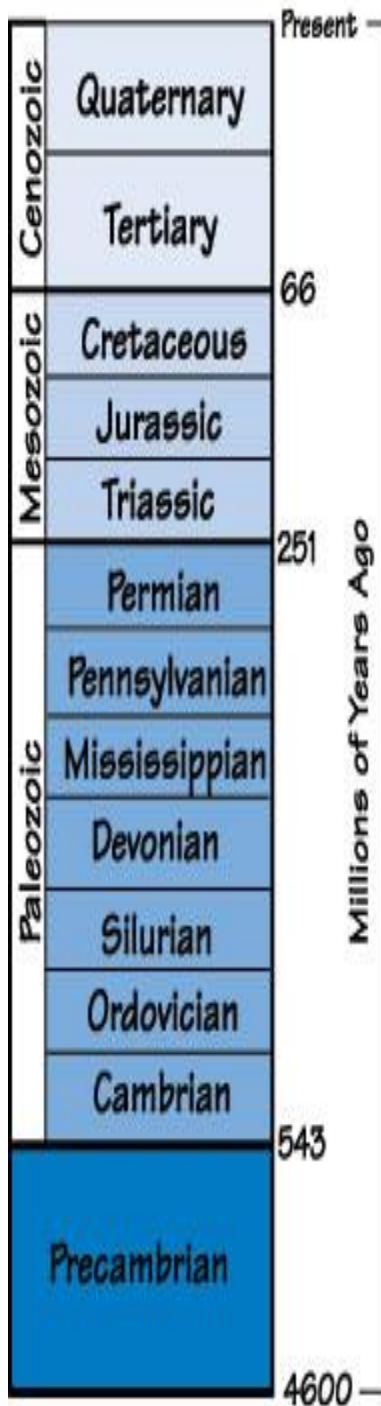 Present
Cenozoic
Quaternary
Tertiary
66
Mesozoic
Cretaceous
Jurassic
Triassic
251
Paleozoic
Permian
Pennsylvanian
Mississippian
Devonian
Silurian
Ordovician
Cambrian
543
Precambrian
4600
Millions of Years Ago